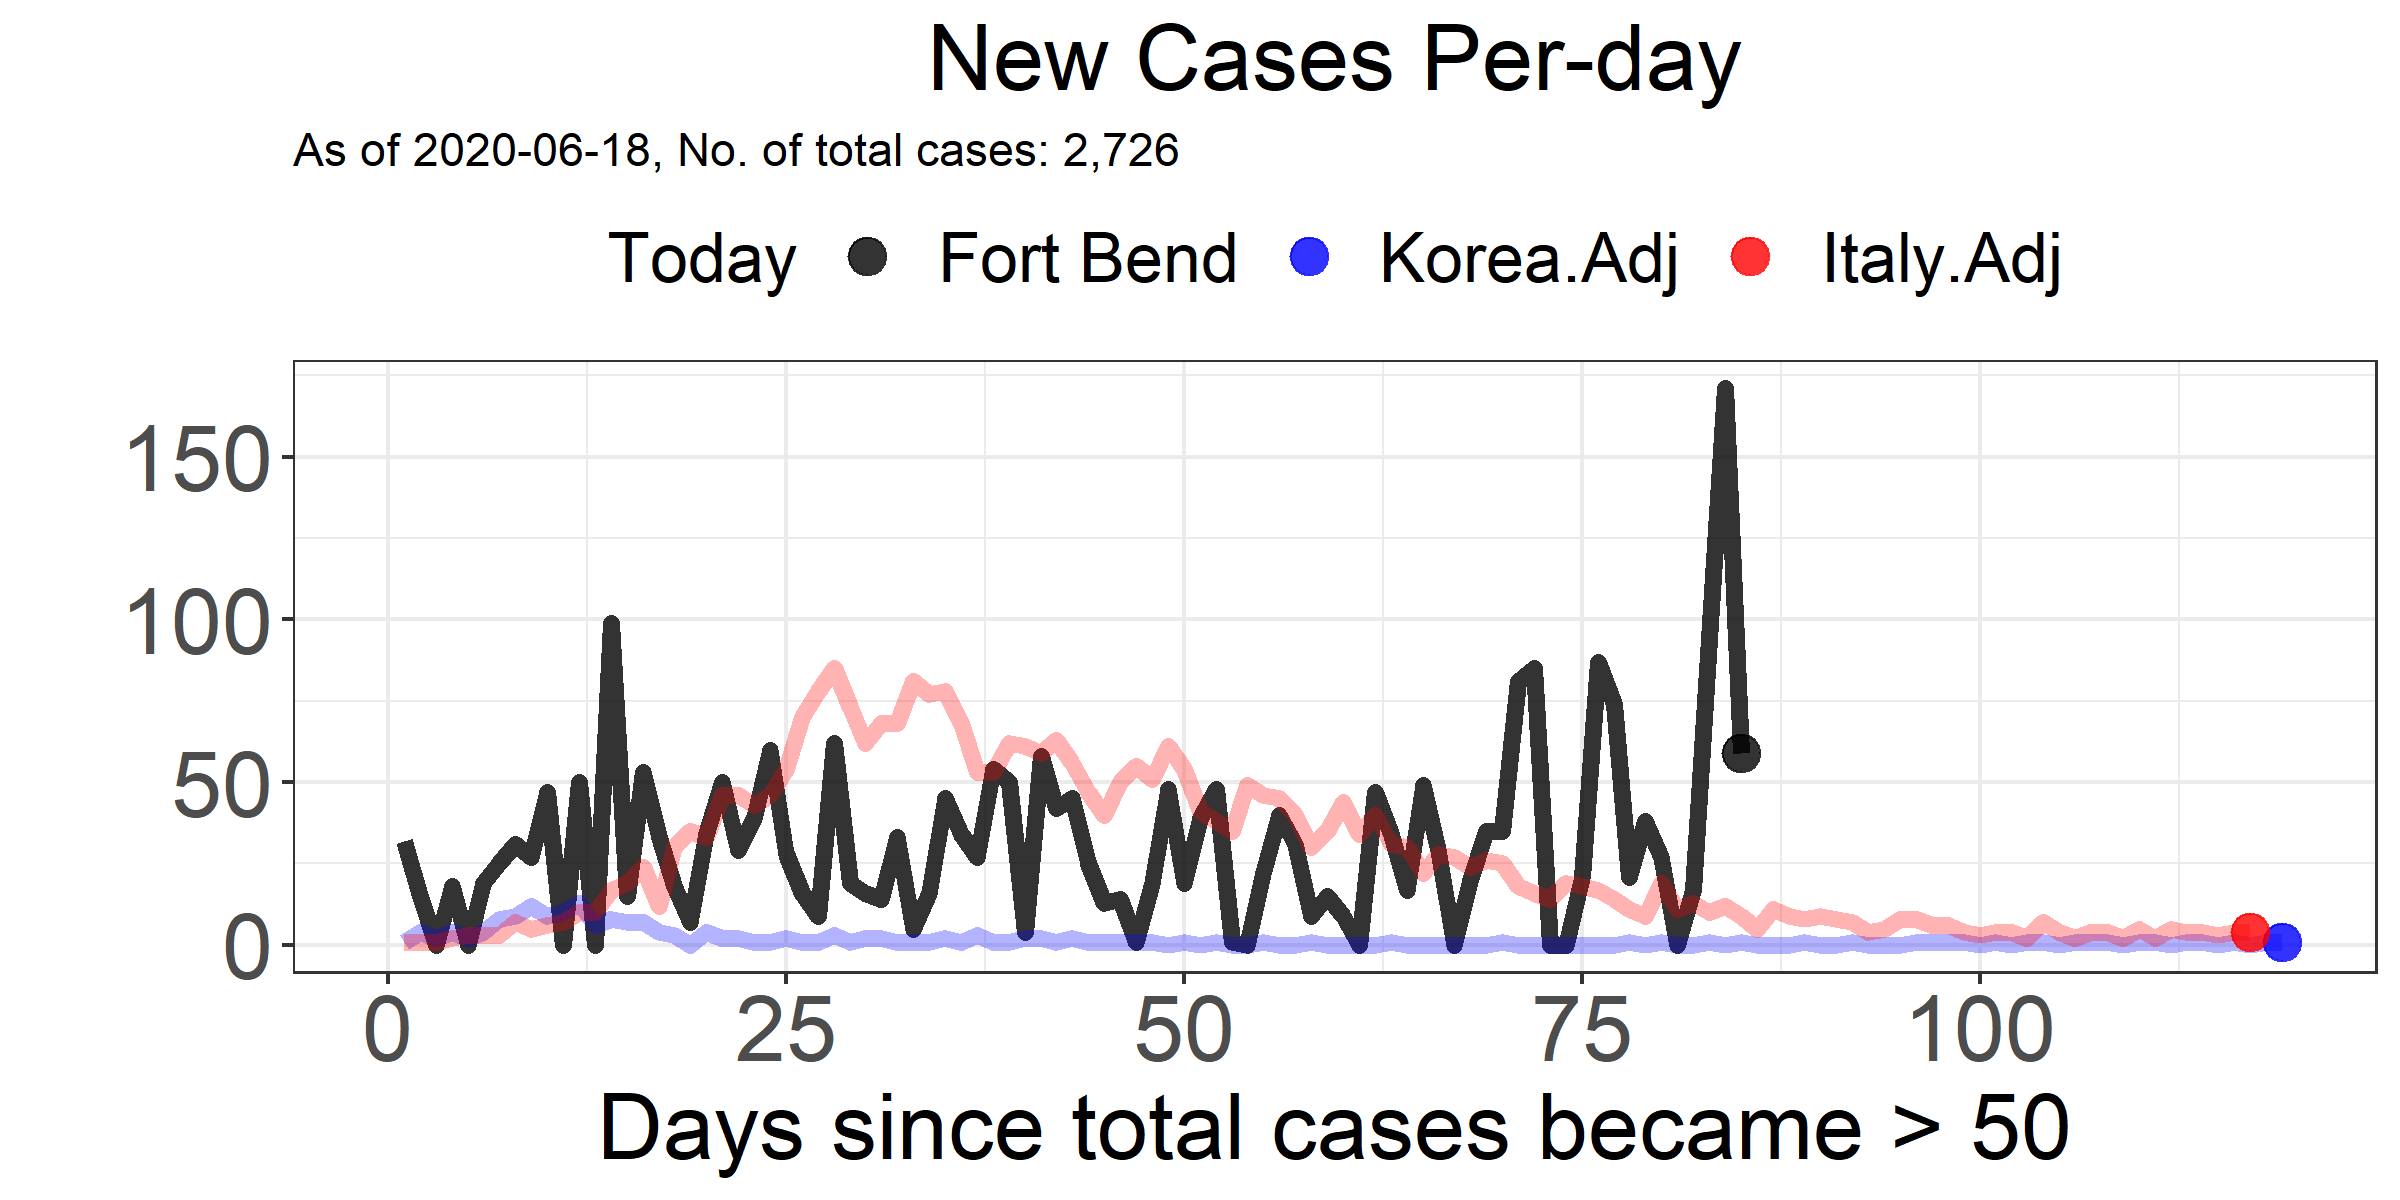 New Cases Per-day
As of 2020-06-18, No. of total cases: 2,726
Today Fort Bend Korea.Adj Italy.Adj
150
100
50
0
0 25 50 75 100
Days since total cases became > 50